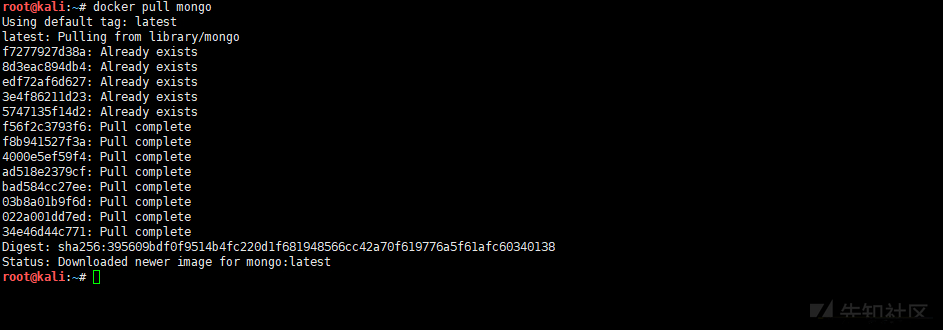 root@kali:~# docker pull mongo
Using default tag: latest
latest: Pulling from library/mongo
f7277927d38a: Already exists
8d3eac894db4: Already exists
edf72af6d627: Already exists
3e4f86211d23: Already exists
5747135f14d2: Already exists
f56f2c3793f6: Pull complete
f8b941527f3a: Pull complete
4000e5ef59f4: Pull complete
ad518e2379cf: Pull complete
bad584cc27ee: Pull complete
03b8a01b9f6d: Pull complete
022a001dd7ed: Pull complete
34e46d44c771: Pull complete
Digest: sha256:395609bdf0f9514b4fc220d1f681948566cc42a70f619776a5f61afc60340138
Status: Downloaded newer image for mongo:latest
root@kali:~#
先知社区